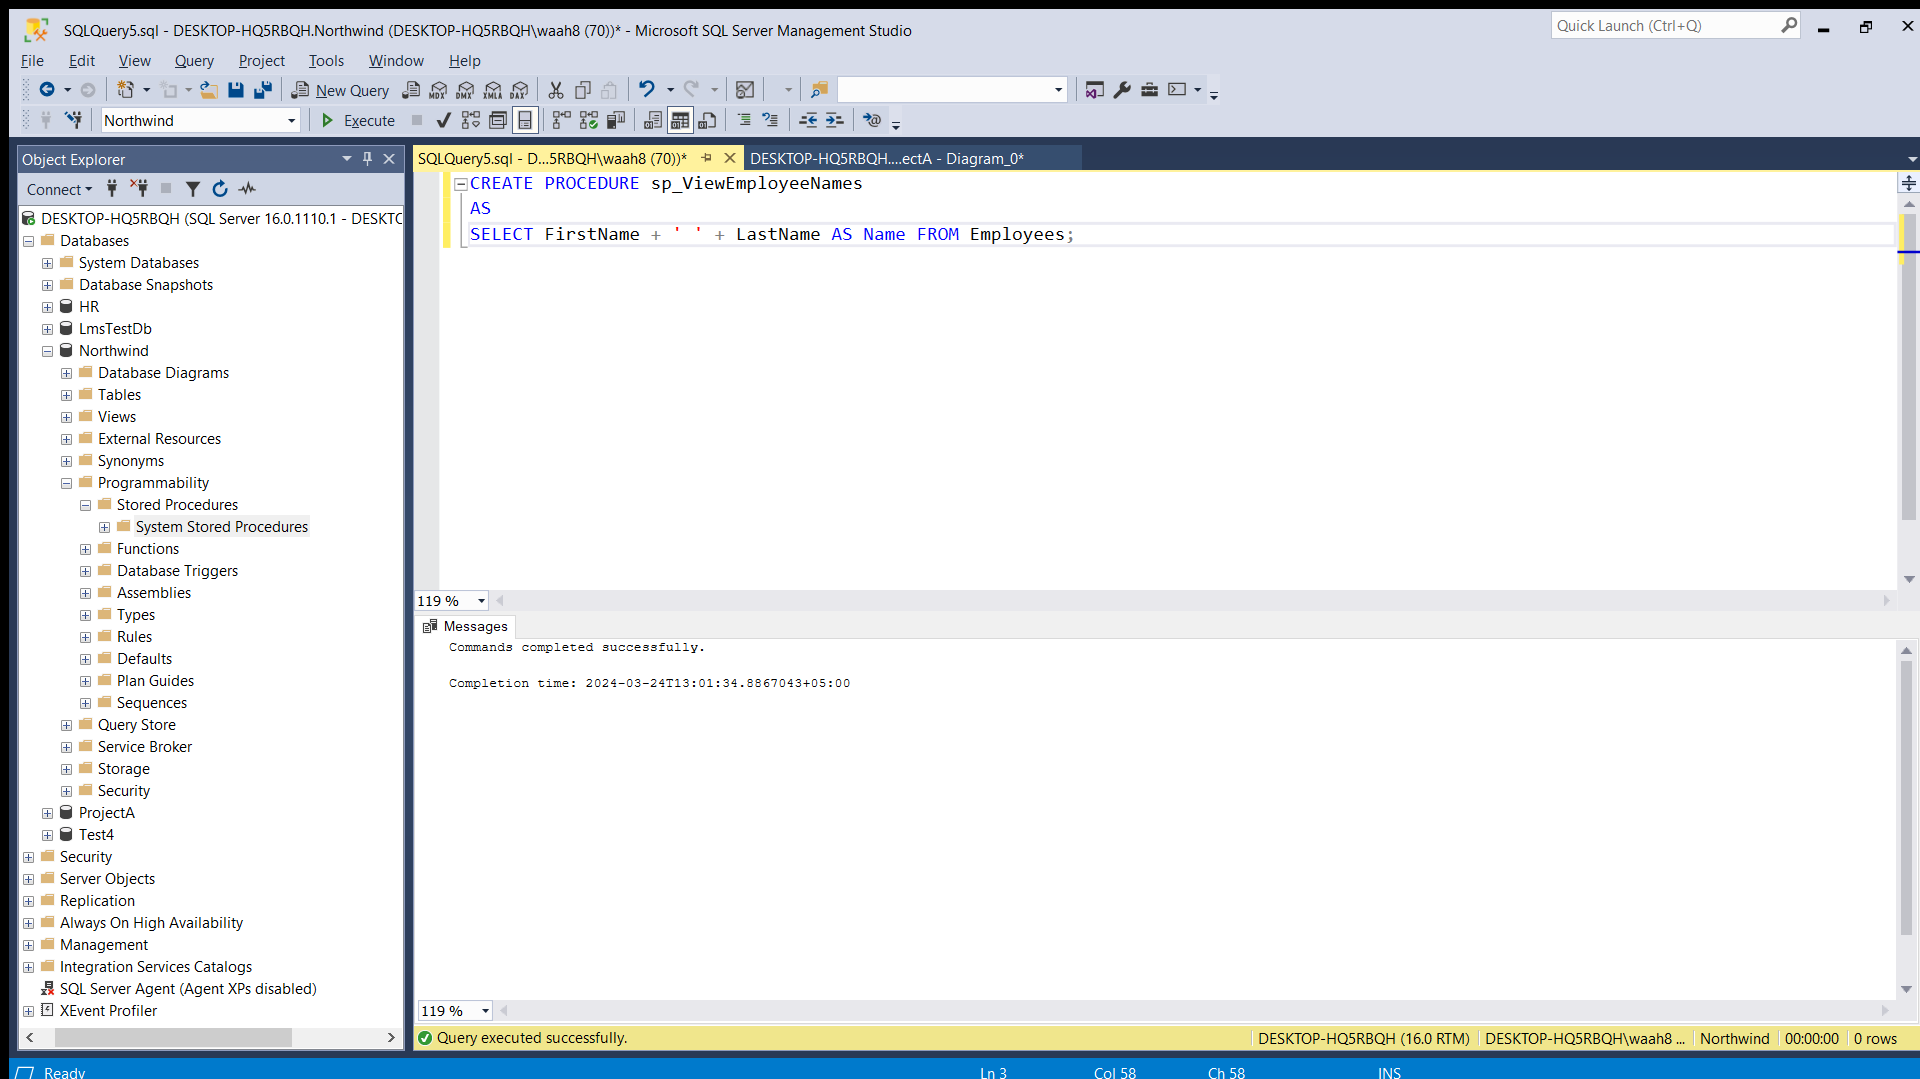 SQLQuery5.sql - DESKTOP-HQ5RBQH.Northwind (DESKTOP-HQ5RBQH\waah8 (70))* - Microsoft SQL Server Management Studio
Quick Launch (Ctrl+Q)
File Edit View Query Project Tools Window Help
New Query MDX DMX XMLA DAX
Northwind Execute
Object Explorer
SQLQuery5.sql - D...5RBQH\waah8 (70))* DESKTOP-HQ5RBQH....ectA - Diagram_0*
Connect
DESKTOP-HQ5RBQH (SQL Server 16.0.1110.1 - DESKTC
Databases
System Databases
Database Snapshots
HR
LmsTestDb
Northwind
Database Diagrams
Tables
Views
External Resources
Synonyms
Programmability
Stored Procedures
System Stored Procedures
Functions
Database Triggers
Assemblies
Types
Rules
Defaults
Plan Guides
Sequences
Query Store
Service Broker
Storage
Security
ProjectA
Test4
Security
Server Objects
Replication
Always On High Availability
Management
Integration Services Catalogs
SQL Server Agent (Agent XPs disabled)
XEvent Profiler
CREATE PROCEDURE sp_ViewEmployeeNames
AS
SELECT FirstName + ' ' + LastName AS Name FROM Employees;
119 %
Messages
Commands completed successfully.
Completion time: 2024-03-24T13:01:34.8867043+05:00
119 %
Query executed successfully. DESKTOP-HQ5RBQH (16.0 RTM) DESKTOP-HQ5RBQH\waah8 ... Northwind 00:00:00 0 rows
Ready Ln 3 Col 58 Ch 58 INS